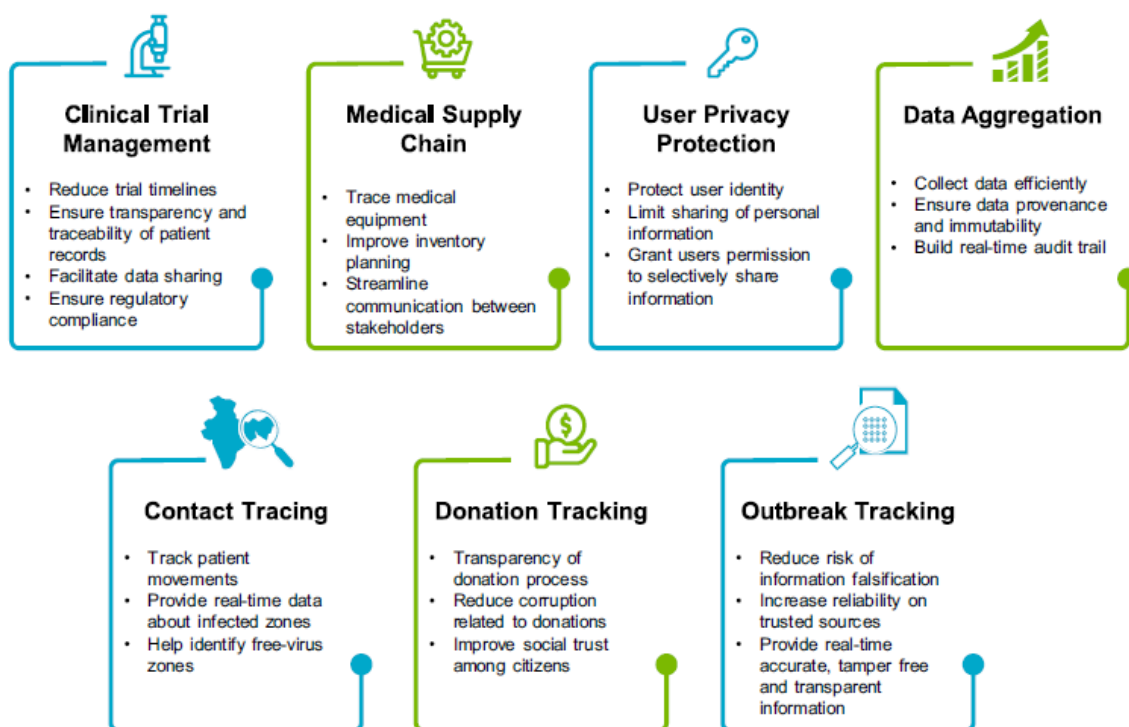 Clinical Trial
Management
• Reduce trial timelines
• Ensure transparency and
traceability of patient
records
• Facilitate data sharing
• Ensure regulatory
compliance
Medical Supply
Chain
• Trace medical
equipment
• Improve inventory
planning
• Streamline
communication between
stakeholders
User Privacy
Protection
• Protect user identity
• Limit sharing of personal
information
• Grant users permission
to selectively share
information
Data Aggregation
• Collect data efficiently
• Ensure data provenance
and immutability
• Build real-time audit trail
$
Contact Tracing
• Track patient
movements
• Provide real-time data
about infected zones
• Help identify free-virus
zones
Donation Tracking
• Transparency of
donation process
• Reduce corruption
related to donations
• Improve social trust
among citizens
Outbreak Tracking
• Reduce risk of
information falsification
• Increase reliability on
trusted sources
• Provide real-time
accurate, tamper free
and transparent
information